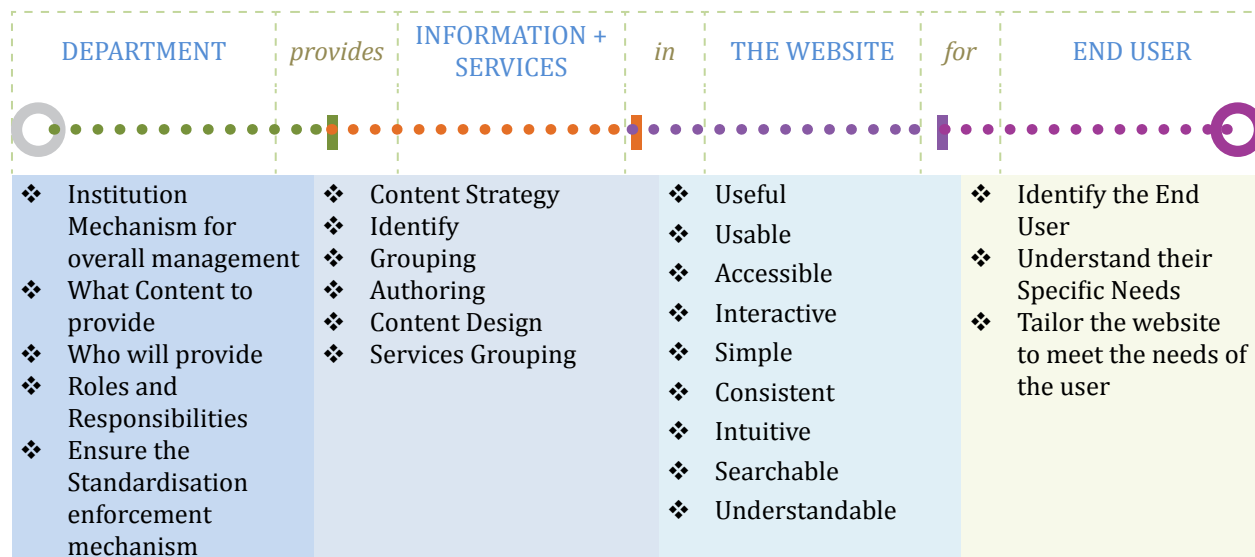 DEPARTMENT
provides
INFORMATION +
SERVICES
in
THE WEBSITE
for
END USER
❖ Institution
Mechanism for
overall management
❖ What Content to
provide
❖ Who will provide
❖ Roles and
Responsibilities
❖ Ensure the
Standardisation
enforcement
mechanism
❖ Content Strategy
❖ Identify
❖ Grouping
❖ Authoring
❖ Content Design
❖ Services Grouping
❖ Useful
❖ Usable
❖ Accessible
❖ Interactive
❖ Simple
❖ Consistent
❖ Intuitive
❖ Searchable
❖ Understandable
❖ Identify the End
User
❖ Understand their
Specific Needs
❖ Tailor the website
to meet the needs of
the user